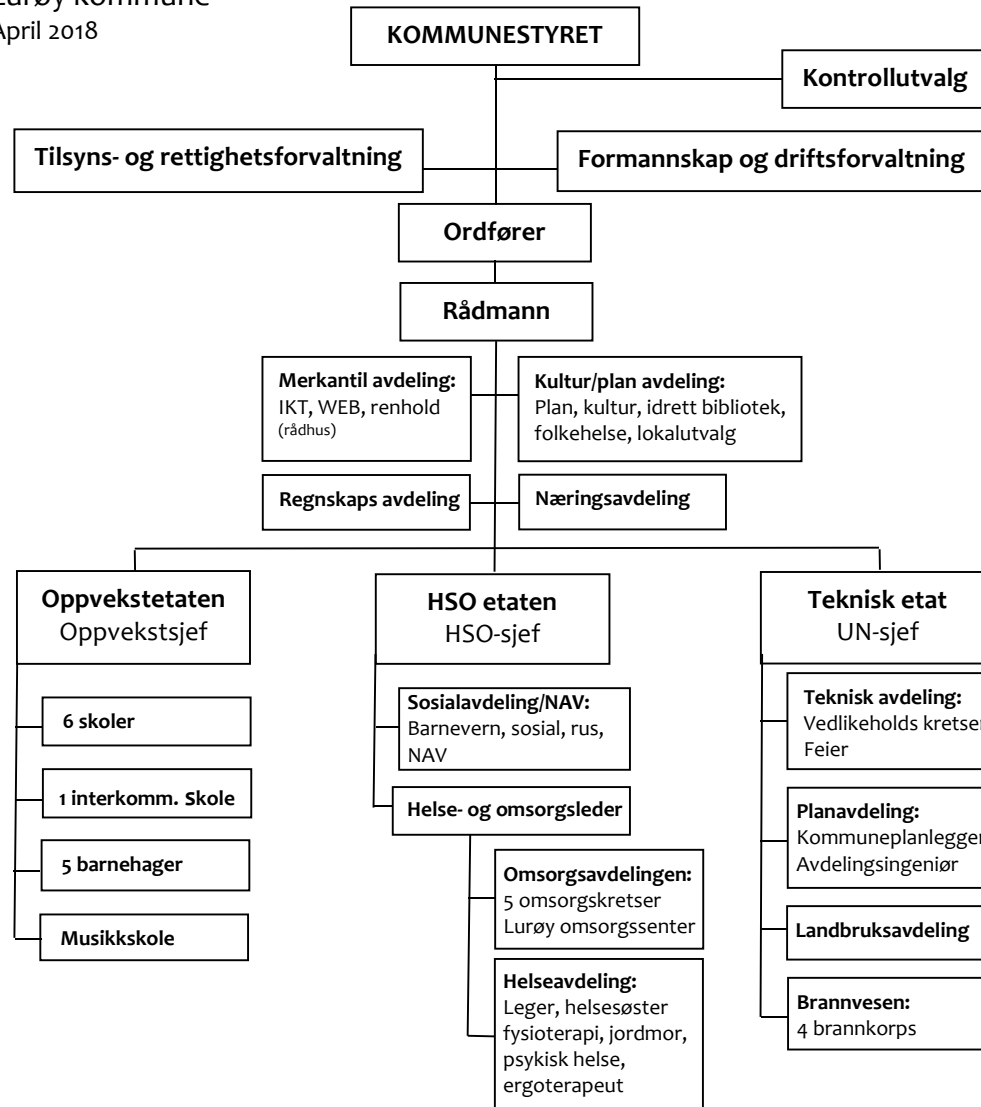 Lurøy kommune
April 2018
KOMMUNESTYRET
Kontrollutvalg
Tilsyns- og rettighetsforvaltning
Formannskap og driftsforvaltning
Ordfører
Rådmann
Merkantil avdeling:
IKT, WEB, renhold
(rådhus)
Kultur/plan avdeling:
Plan, kultur, idrett bibliotek,
folkehelse, lokalutvalg
Regnskaps avdeling
Næringsavdeling
Oppvekstetaten
Oppvekstsjef
6 skoler
1 interkomm. Skole
5 barnehager
Musikkskole
HSO etaten
HSO-sjef
Sosialavdeling/NAV:
Barnevern, sosial, rus,
NAV
Helse- og omsorgsleder
Omsorgsavdelingen:
5 omsorgskretser
Lurøy omsorgssenter
Helseavdeling:
Leger, helsesøster
fysioterapi, jordmor,
psykisk helse,
ergoterapeut
Teknisk etat
UN-sjef
Teknisk avdeling:
Vedlikeholds kretser
Feier
Planavdeling:
Kommuneplanlegger
Avdelingsingeniør
Landbruksavdeling
Brannvesen:
4 brannkorps